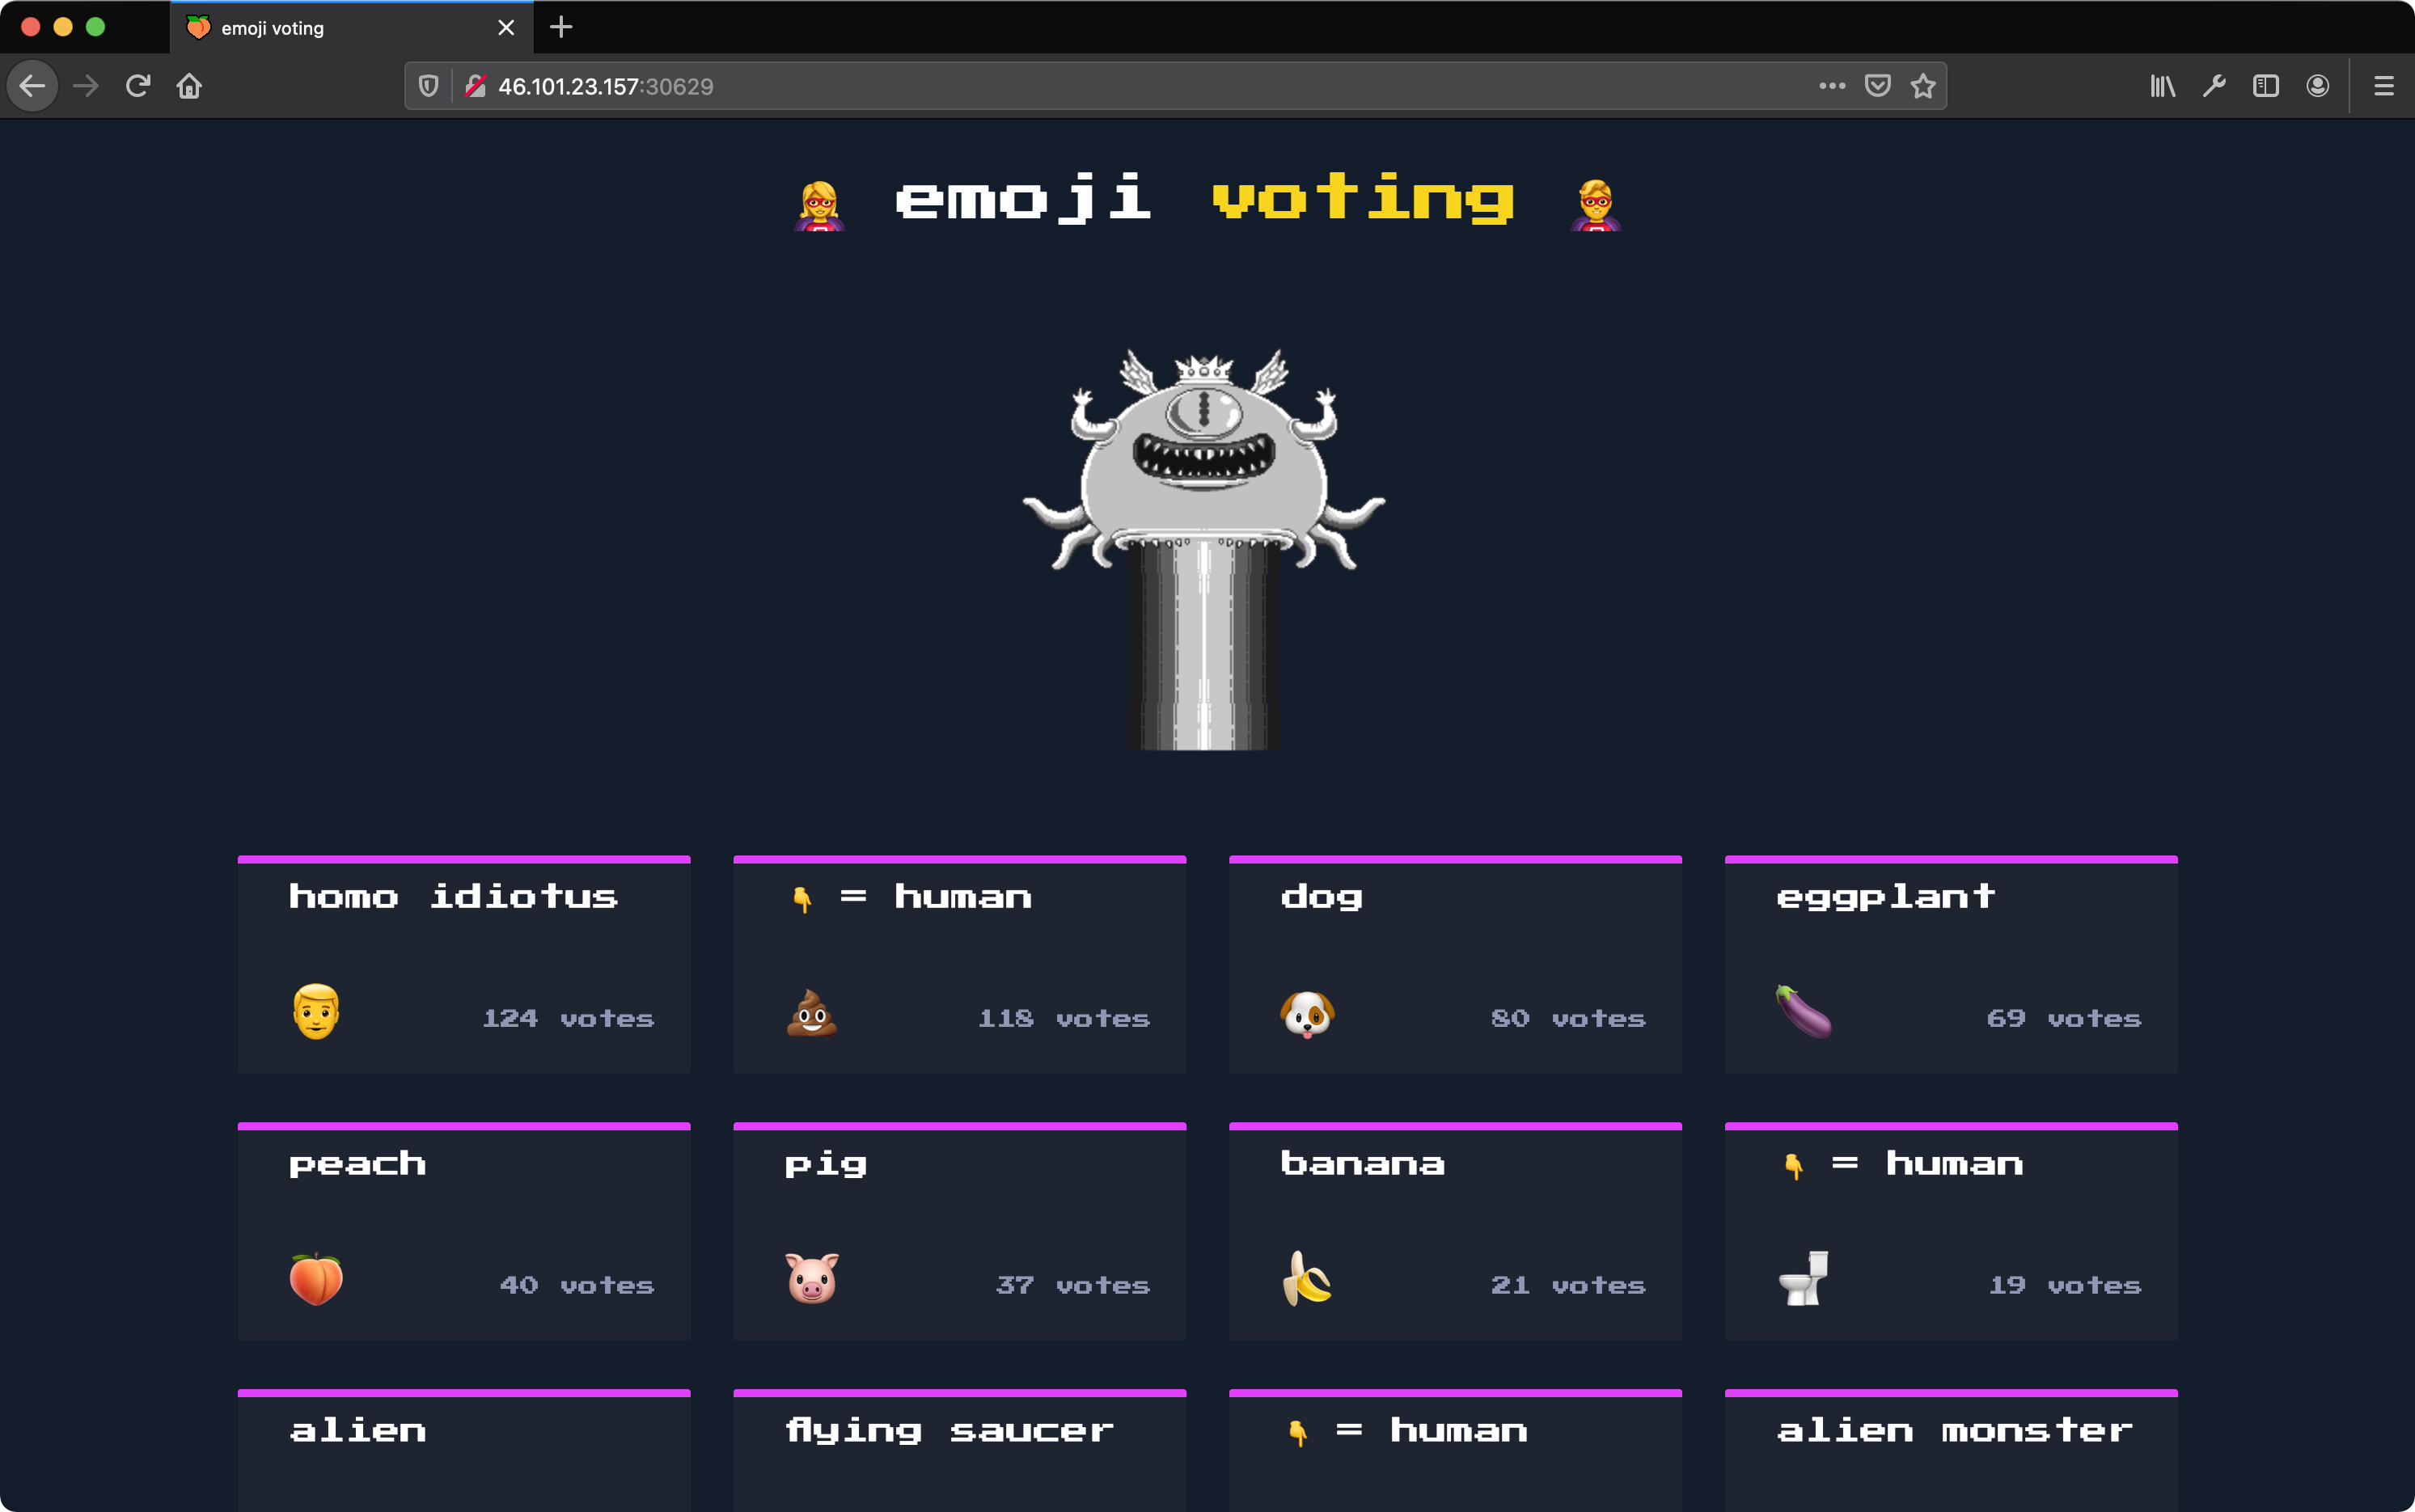 emoji voting
46.101.23.157:30629
emoji voting
homo idiotus
👇 = human
dog
eggplant
124 votes
118 votes
80 votes
69 votes
peach
pig
banana
👇 = human
40 votes
37 votes
21 votes
19 votes
alien
flying saucer
👇 = human
alien monster